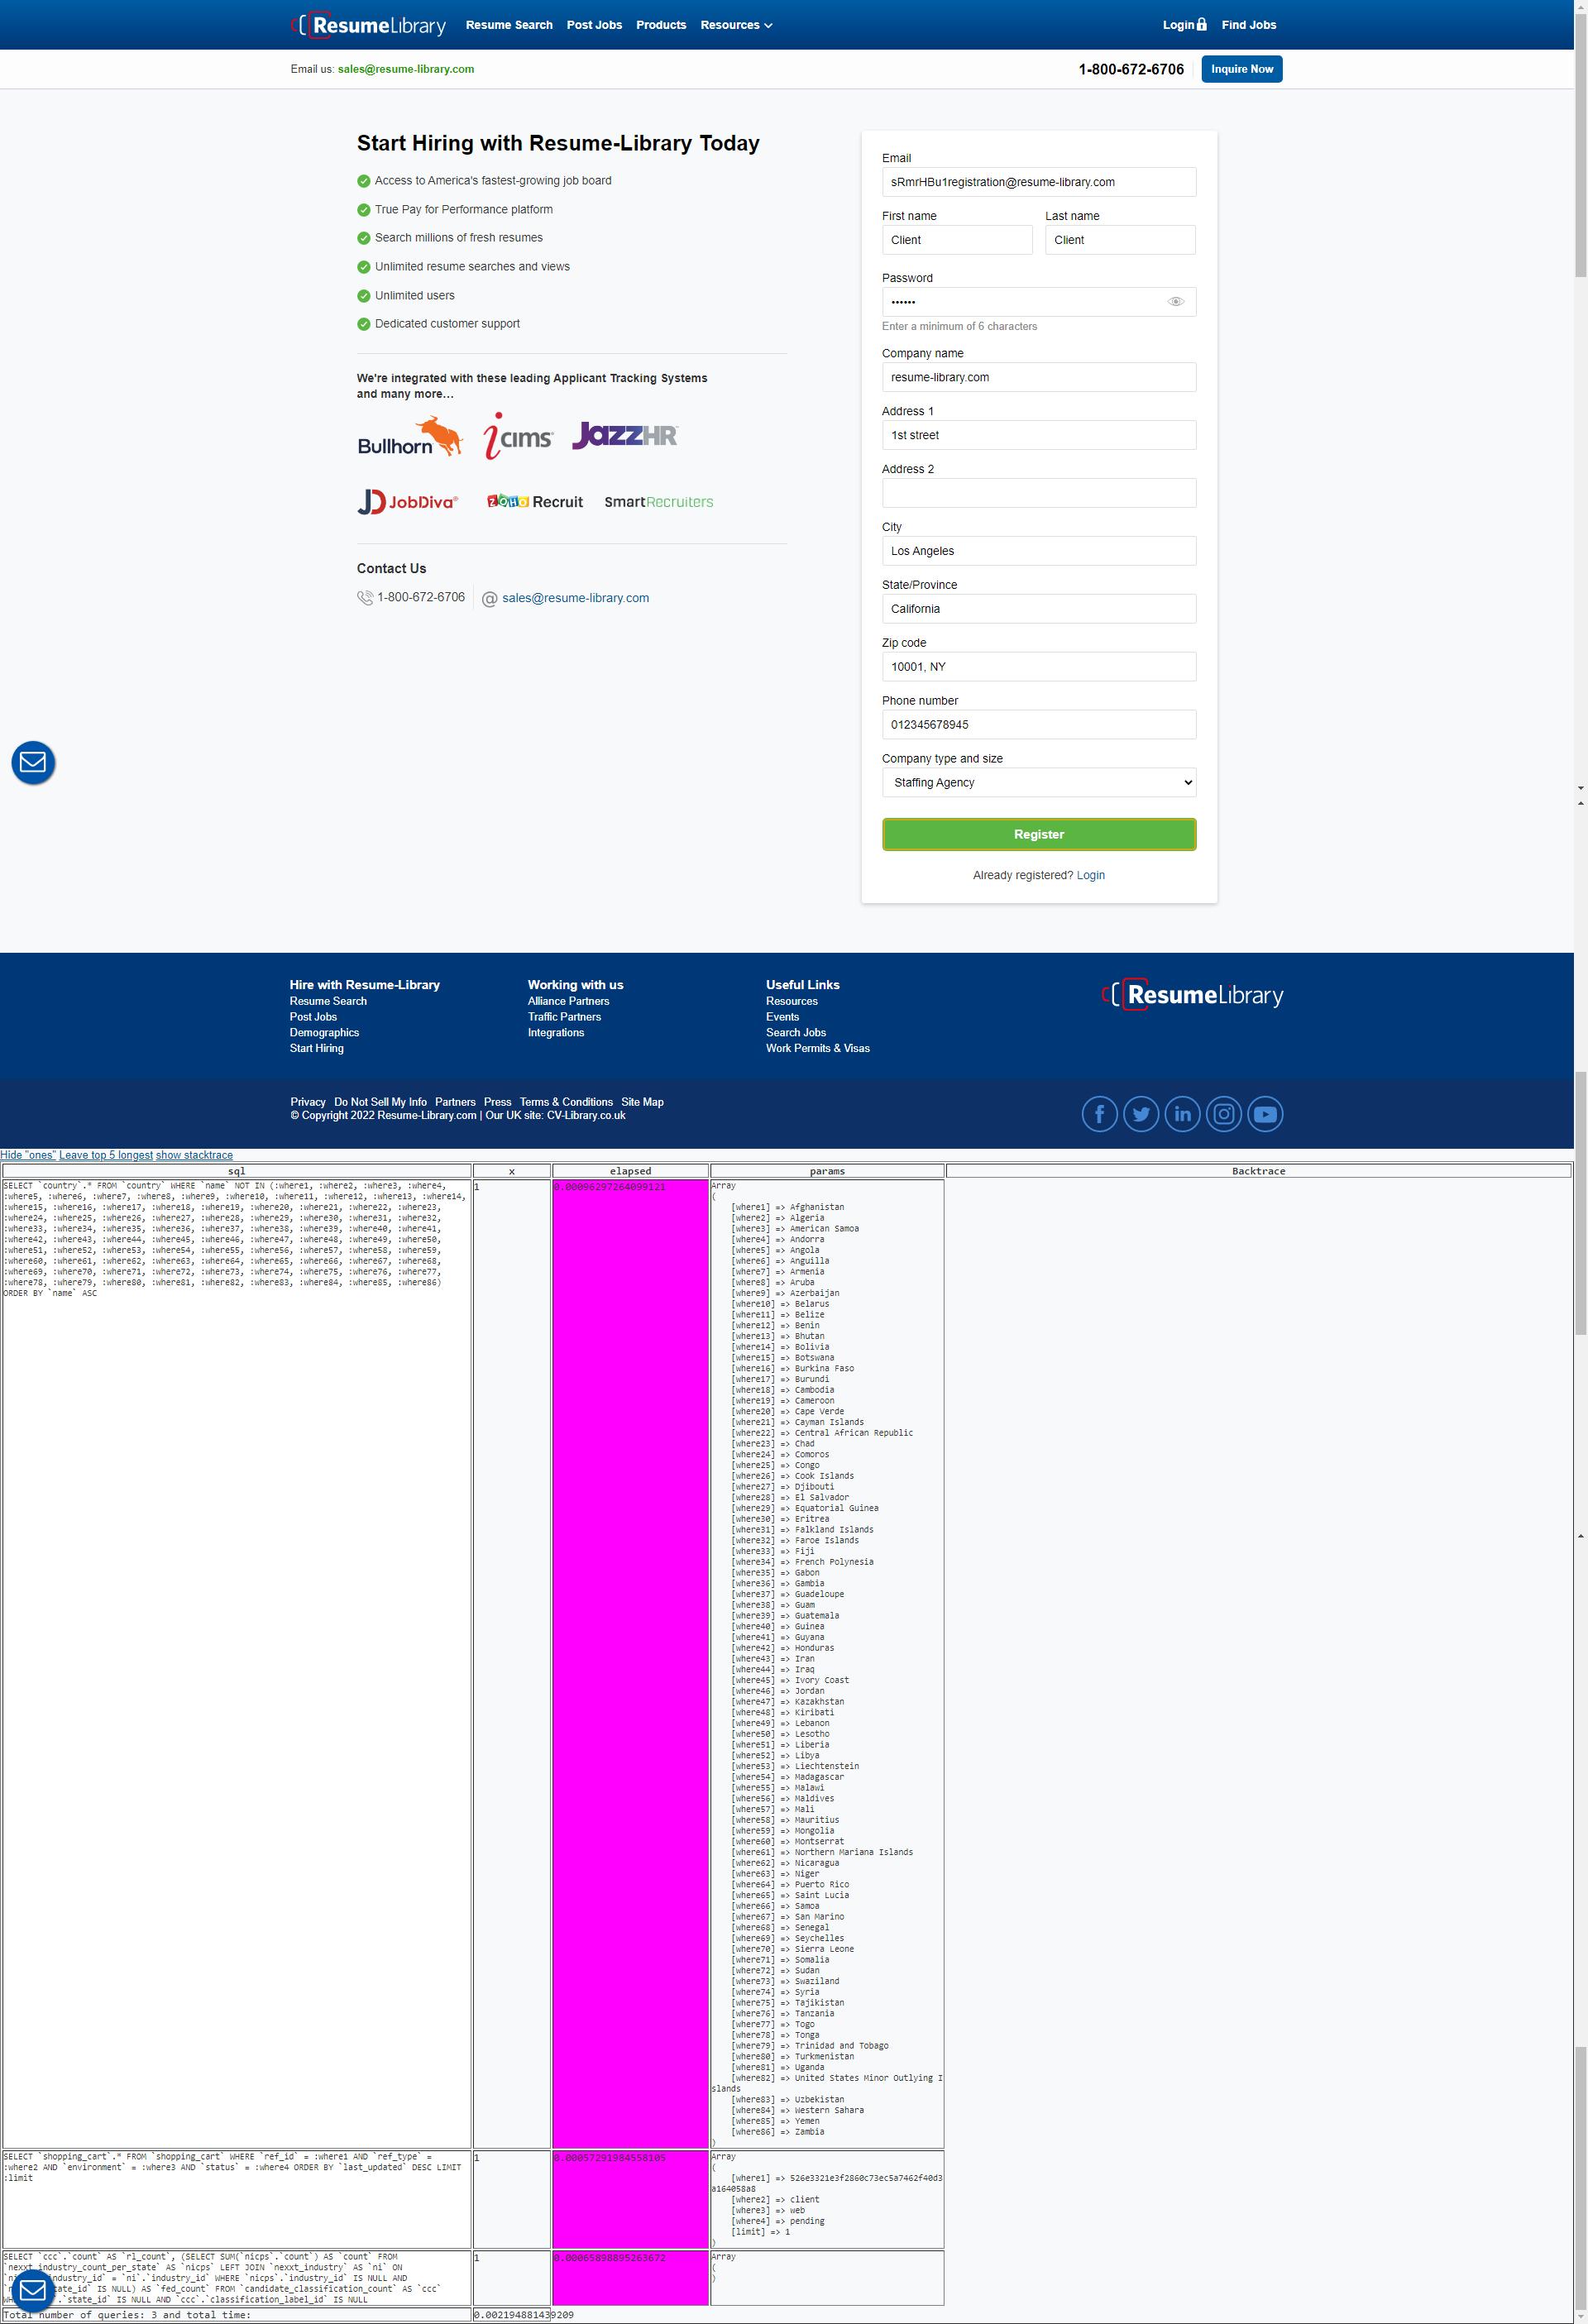 ResumeLibrary Resume Search Post Jobs Products Resources Login Find Jobs
Email us: sales@resume-library.com 1-800-672-6706 Inquire Now
Start Hiring with Resume-Library Today
Access to America's fastest-growing job board
True Pay for Performance platform
Search millions of fresh resumes
Unlimited resume searches and views
Unlimited users
Dedicated customer support
We're integrated with these leading Applicant Tracking Systems
and many more...
Bullhorn iCIMS JazzHR
JD JobDiva® ZOHO Recruit SmartRecruiters
Contact Us
1-800-672-6706 @ sales@resume-library.com
Email
sRmrHBu1registration@resume-library.com
First name Last name
Client Client
Password
••••••
Enter a minimum of 6 characters
Company name
resume-library.com
Address 1
1st street
Address 2
City
Los Angeles
State/Province
California
Zip code
10001, NY
Phone number
012345678945
Company type and size
Staffing Agency
Register
Already registered? Login
Hire with Resume-Library
Resume Search
Post Jobs
Demographics
Start Hiring
Working with us
Alliance Partners
Traffic Partners
Integrations
Useful Links
Resources
Events
Search Jobs
Work Permits & Visas
ResumeLibrary
Privacy Do Not Sell My Info Partners Press Terms & Conditions Site Map
© Copyright 2022 Resume-Library.com | Our UK site: CV-Library.co.uk
Hide "ones" Leave top 5 longest show stacktrace
sql x elapsed params Backtrace
SELECT `country`.* FROM `country` WHERE `name` NOT IN (:where1, :where2, :where3, :where4,
:where5, :where6, :where7, :where8, :where9, :where10, :where11, :where12, :where13, :where14,
:where15, :where16, :where17, :where18, :where19, :where20, :where21, :where22, :where23,
:where24, :where25, :where26, :where27, :where28, :where29, :where30, :where31, :where32,
:where33, :where34, :where35, :where36, :where37, :where38, :where39, :where40, :where41,
:where42, :where43, :where44, :where45, :where46, :where47, :where48, :where49, :where50,
:where51, :where52, :where53, :where54, :where55, :where56, :where57, :where58, :where59,
:where60, :where61, :where62, :where63, :where64, :where65, :where66, :where67, :where68,
:where69, :where70, :where71, :where72, :where73, :where74, :where75, :where76, :where77,
:where78, :where79, :where80, :where81, :where82, :where83, :where84, :where85, :where86)
ORDER BY `name` ASC
1
0.00096297264099121
Array
(
[where1] => Afghanistan
[where2] => Algeria
[where3] => American Samoa
[where4] => Andorra
[where5] => Angola
[where6] => Anguilla
[where7] => Armenia
[where8] => Aruba
[where9] => Azerbaijan
[where10] => Belarus
[where11] => Belize
[where12] => Benin
[where13] => Bhutan
[where14] => Bolivia
[where15] => Botswana
[where16] => Burkina Faso
[where17] => Burundi
[where18] => Cambodia
[where19] => Cameroon
[where20] => Cape Verde
[where21] => Cayman Islands
[where22] => Central African Republic
[where23] => Chad
[where24] => Comoros
[where25] => Congo
[where26] => Cook Islands
[where27] => Djibouti
[where28] => El Salvador
[where29] => Equatorial Guinea
[where30] => Eritrea
[where31] => Falkland Islands
[where32] => Faroe Islands
[where33] => Fiji
[where34] => French Polynesia
[where35] => Gabon
[where36] => Gambia
[where37] => Guadeloupe
[where38] => Guam
[where39] => Guatemala
[where40] => Guinea
[where41] => Guyana
[where42] => Honduras
[where43] => Iran
[where44] => Iraq
[where45] => Ivory Coast
[where46] => Jordan
[where47] => Kazakhstan
[where48] => Kiribati
[where49] => Lebanon
[where50] => Lesotho
[where51] => Liberia
[where52] => Libya
[where53] => Liechtenstein
[where54] => Madagascar
[where55] => Malawi
[where56] => Maldives
[where57] => Mali
[where58] => Mauritius
[where59] => Mongolia
[where60] => Montserrat
[where61] => Northern Mariana Islands
[where62] => Nicaragua
[where63] => Niger
[where64] => Puerto Rico
[where65] => Saint Lucia
[where66] => Samoa
[where67] => San Marino
[where68] => Senegal
[where69] => Seychelles
[where70] => Sierra Leone
[where71] => Somalia
[where72] => Sudan
[where73] => Swaziland
[where74] => Syria
[where75] => Tajikistan
[where76] => Tanzania
[where77] => Togo
[where78] => Tonga
[where79] => Trinidad and Tobago
[where80] => Turkmenistan
[where81] => Uganda
[where82] => United States Minor Outlying I
slands
[where83] => Uzbekistan
[where84] => Western Sahara
[where85] => Yemen
[where86] => Zambia
)
SELECT `shopping_cart`.* FROM `shopping_cart` WHERE `ref_id` = :where1 AND `ref_type` =
:where2 AND `environment` = :where3 AND `status` = :where4 ORDER BY `last_updated` DESC LIMIT
:limit
1
0.00057291984558105
Array
(
[where1] => 526e3321e3f2860c73ec5a7462f40d3
a164058a8
[where2] => client
[where3] => web
[where4] => pending
[limit] => 1
)
SELECT `ccc`.`count` AS `rl_count`, (SELECT SUM(`nicps`.`count`) AS `count` FROM
`nexxt_industry_count_per_state` AS `nicps` LEFT JOIN `nexxt_industry` AS `ni` ON
industry_id` = `ni`.`industry_id` WHERE `nicps`.`industry_id` IS NULL AND
IS NULL) AS `fed_count` FROM `candidate_classification_count` AS `ccc`
.`state_id` IS NULL AND `ccc`.`classification_label_id` IS NULL
1
0.00065898895263672
Array
(
)
Total number of queries: 3 and total time: 0.002194881439209